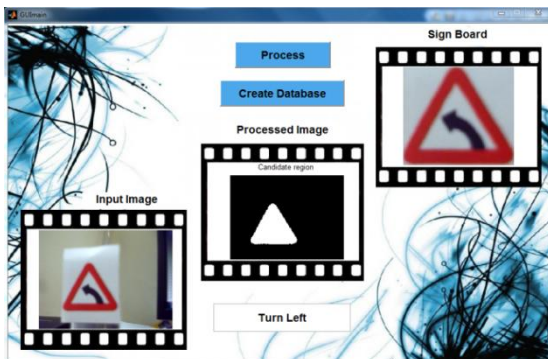 GUImain
Sign Board
Process
Create Database
Processed Image
Candidate region
Input Image
Turn Left